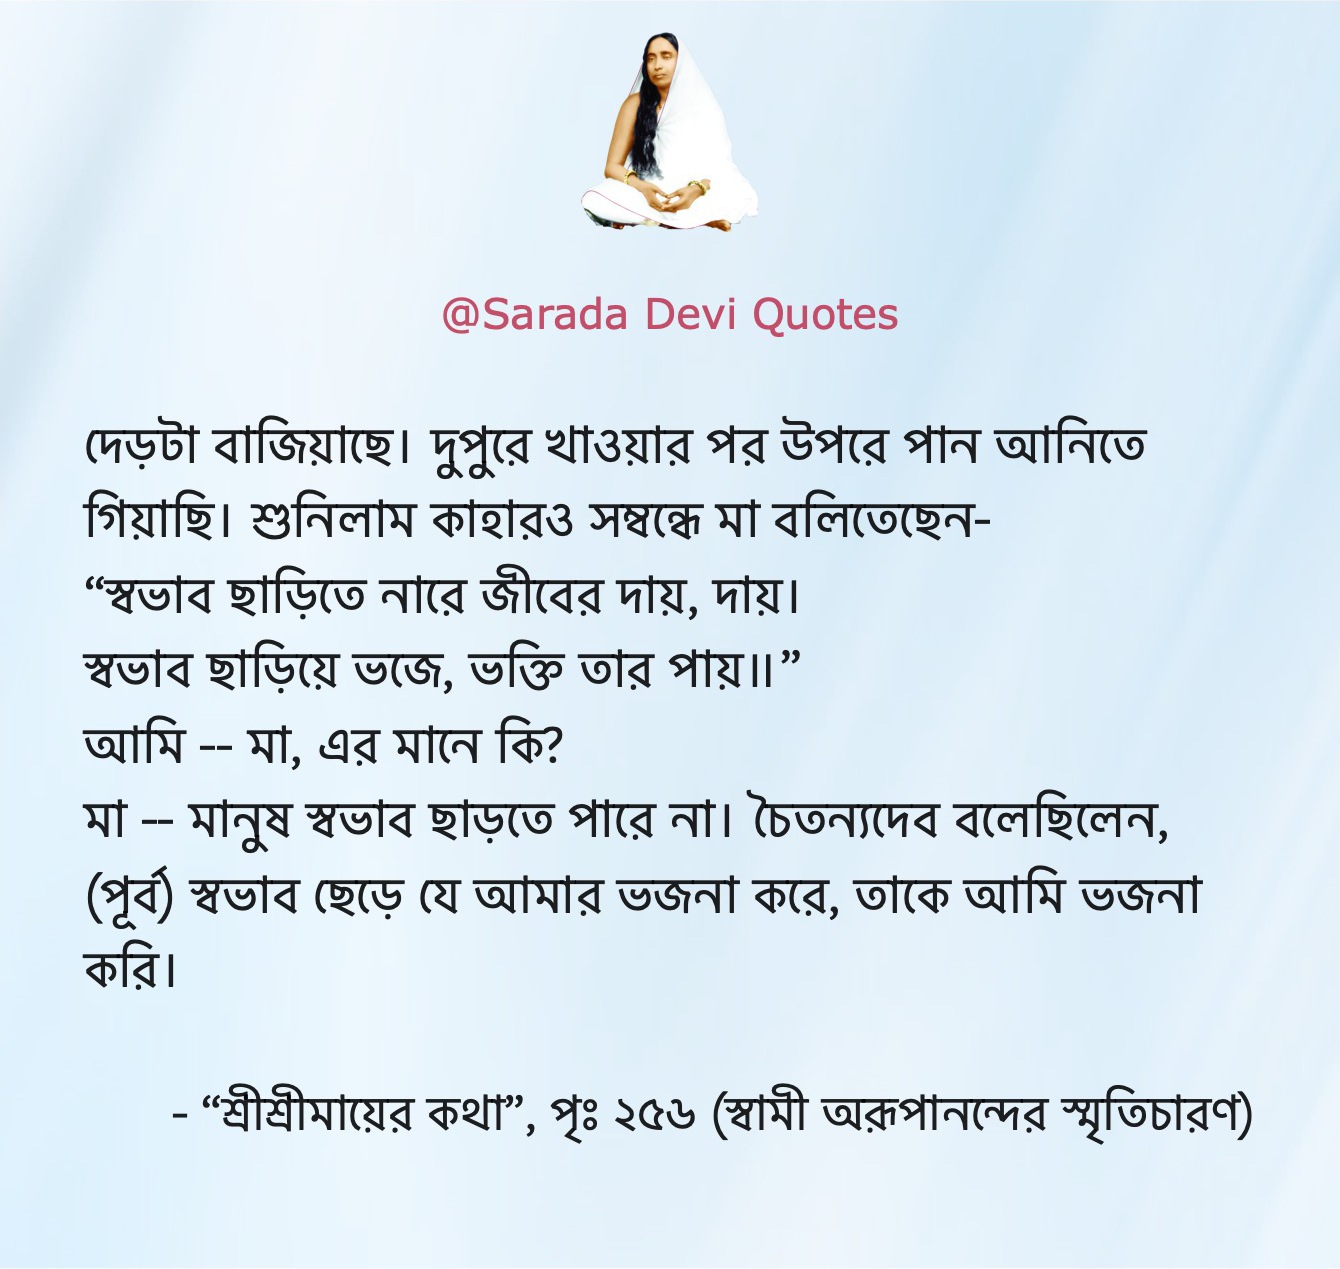 @Sarada Devi Quotes
দেড়টা বাজিয়াছে। দুপুরে খাওয়ার পর উপরে পান আনিতে
গিয়াছি। শুনিলাম কাহারও সম্বন্ধে মা বলিতেছেন-
“স্বভাব ছাড়িতে নারে জীবের দায়, দায়।
স্বভাব ছাড়িয়ে ভজে, ভক্তি তার পায়॥”
আমি -- মা, এর মানে কি?
মা -- মানুষ স্বভাব ছাড়তে পারে না। চৈতন্যদেব বলেছিলেন,
(পূর্ব) স্বভাব ছেড়ে যে আমার ভজনা করে, তাকে আমি ভজনা
করি।
- “শ্রীশ্রীমায়ের কথা”, পৃঃ ২৫৬ (স্বামী অরূপানন্দের স্মৃতিচারণ)